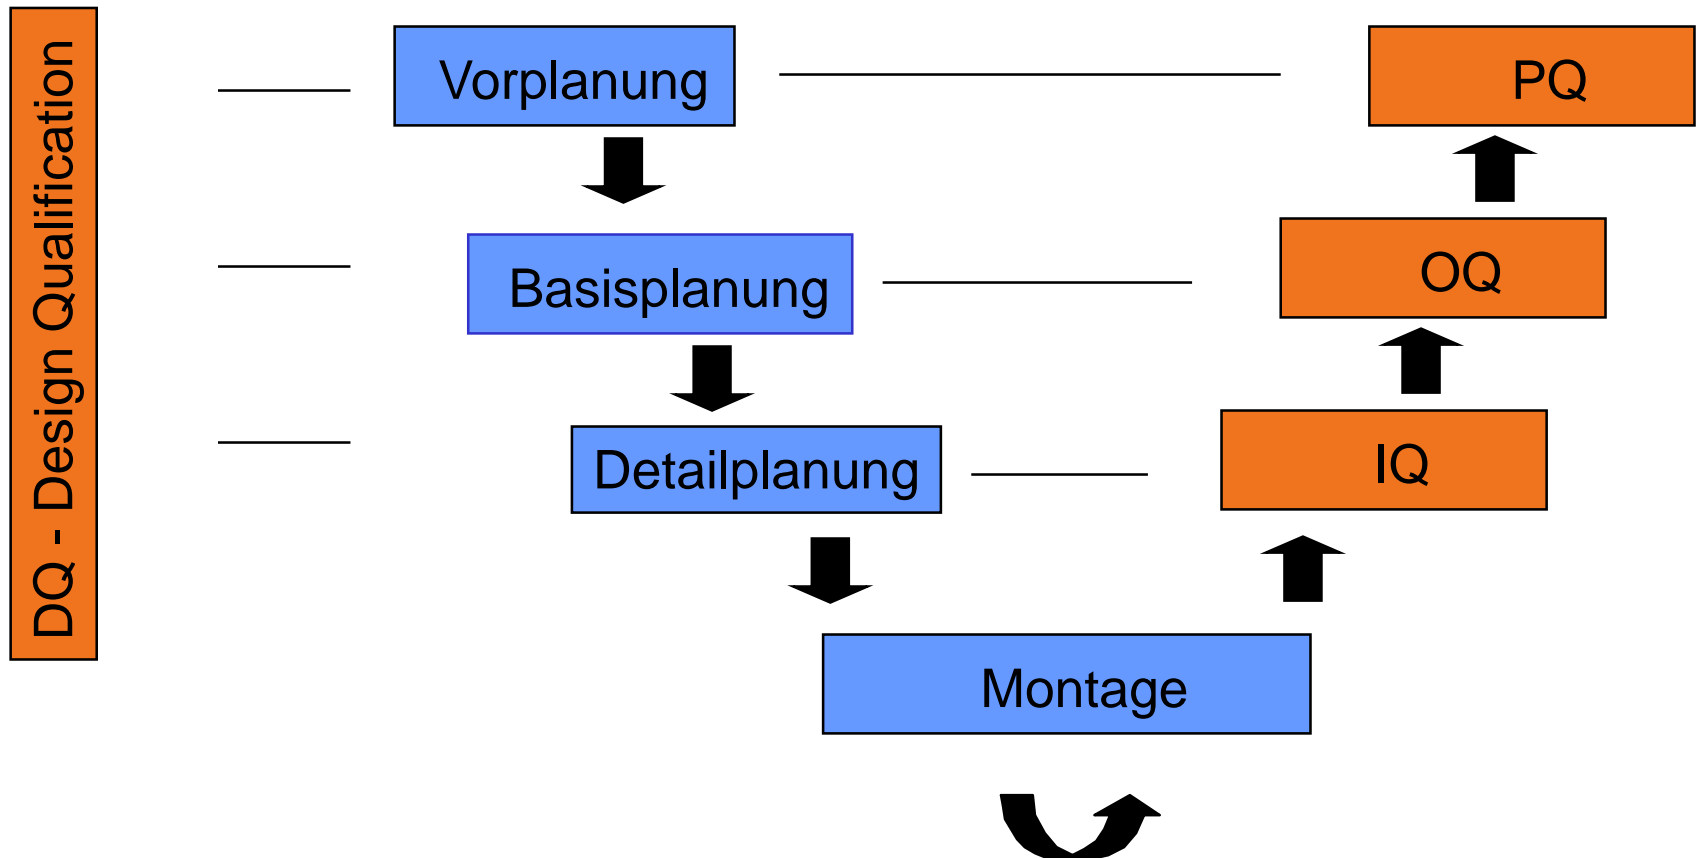 DQ - Design Qualification
Vorplanung
PQ
Basisplanung
OQ
Detailplanung
IQ
Montage